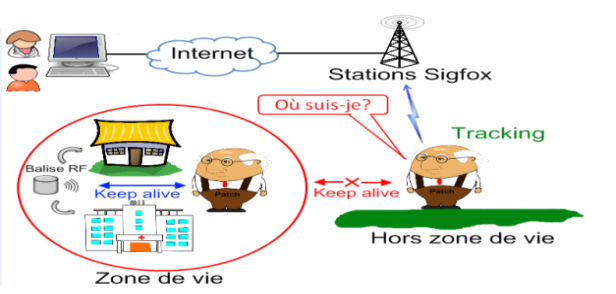 Internet
Stations Sigfox
Où suis-je?
Tracking
Balise RF
Keep alive
Patch
Keep alive
Patch
Hors zone de vie
Zone de vie